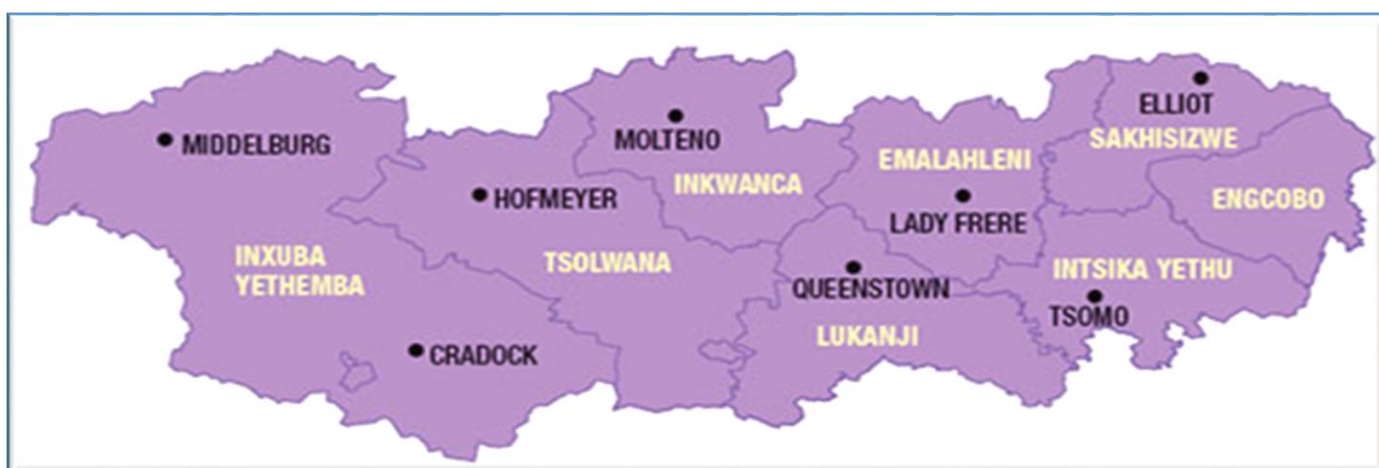 ELLIOT
SAKHISIZWE
MIDDELBURG
MOLTENO
EMALAHLENI
INKWANCA
HOFMEYER
ENGCOBO
LADY FRERE
INXUBA
YETHEMBA
TSOLWANA
INTSIKA YETHU
QUEENSTOWN
TSOMO
LUKANJI
CRADOCK